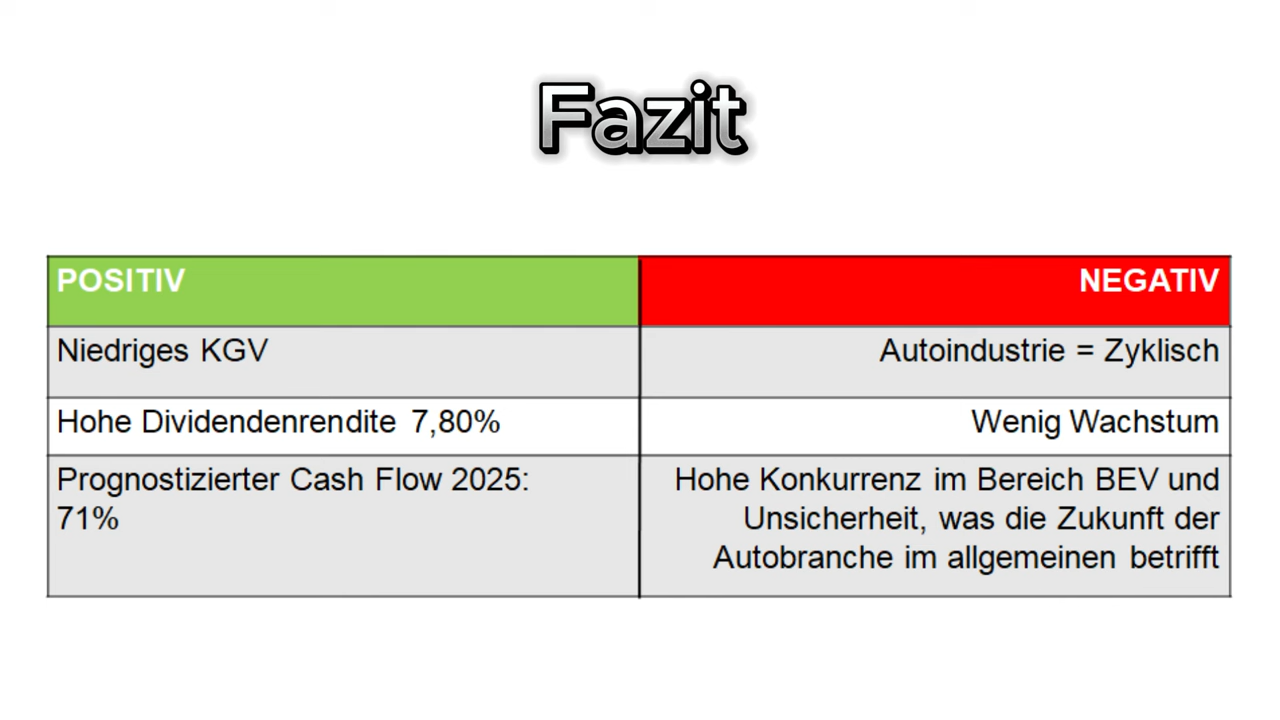 Fazit
POSITIV
NEGATIV
Niedriges KGV
Autoindustrie = Zyklisch
Hohe Dividendenrendite 7,80%
Wenig Wachstum
Prognostizierter Cash Flow 2025:
71%
Hohe Konkurrenz im Bereich BEV und
Unsicherheit, was die Zukunft der
Autobranche im allgemeinen betrifft